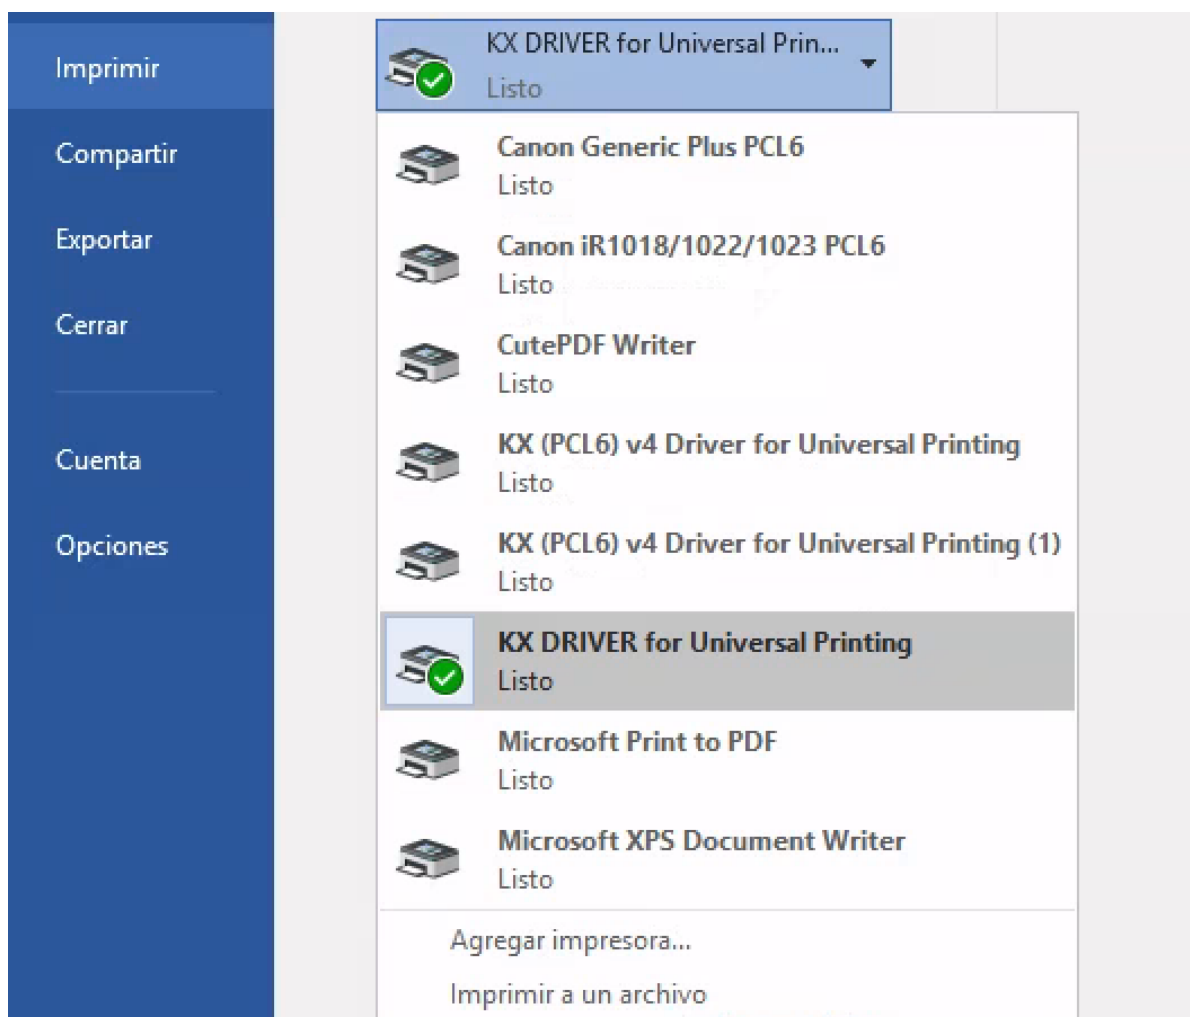 Imprimir
Compartir
Exportar
Cerrar
Cuenta
Opciones
KX DRIVER for Universal Prin...
Listo
Canon Generic Plus PCL6
Listo
Canon iR1018/1022/1023 PCL6
Listo
CutePDF Writer
Listo
KX (PCL6) v4 Driver for Universal Printing
Listo
KX (PCL6) v4 Driver for Universal Printing (1)
Listo
KX DRIVER for Universal Printing
Listo
Microsoft Print to PDF
Listo
Microsoft XPS Document Writer
Listo
Agregar impresora...
Imprimir a un archivo